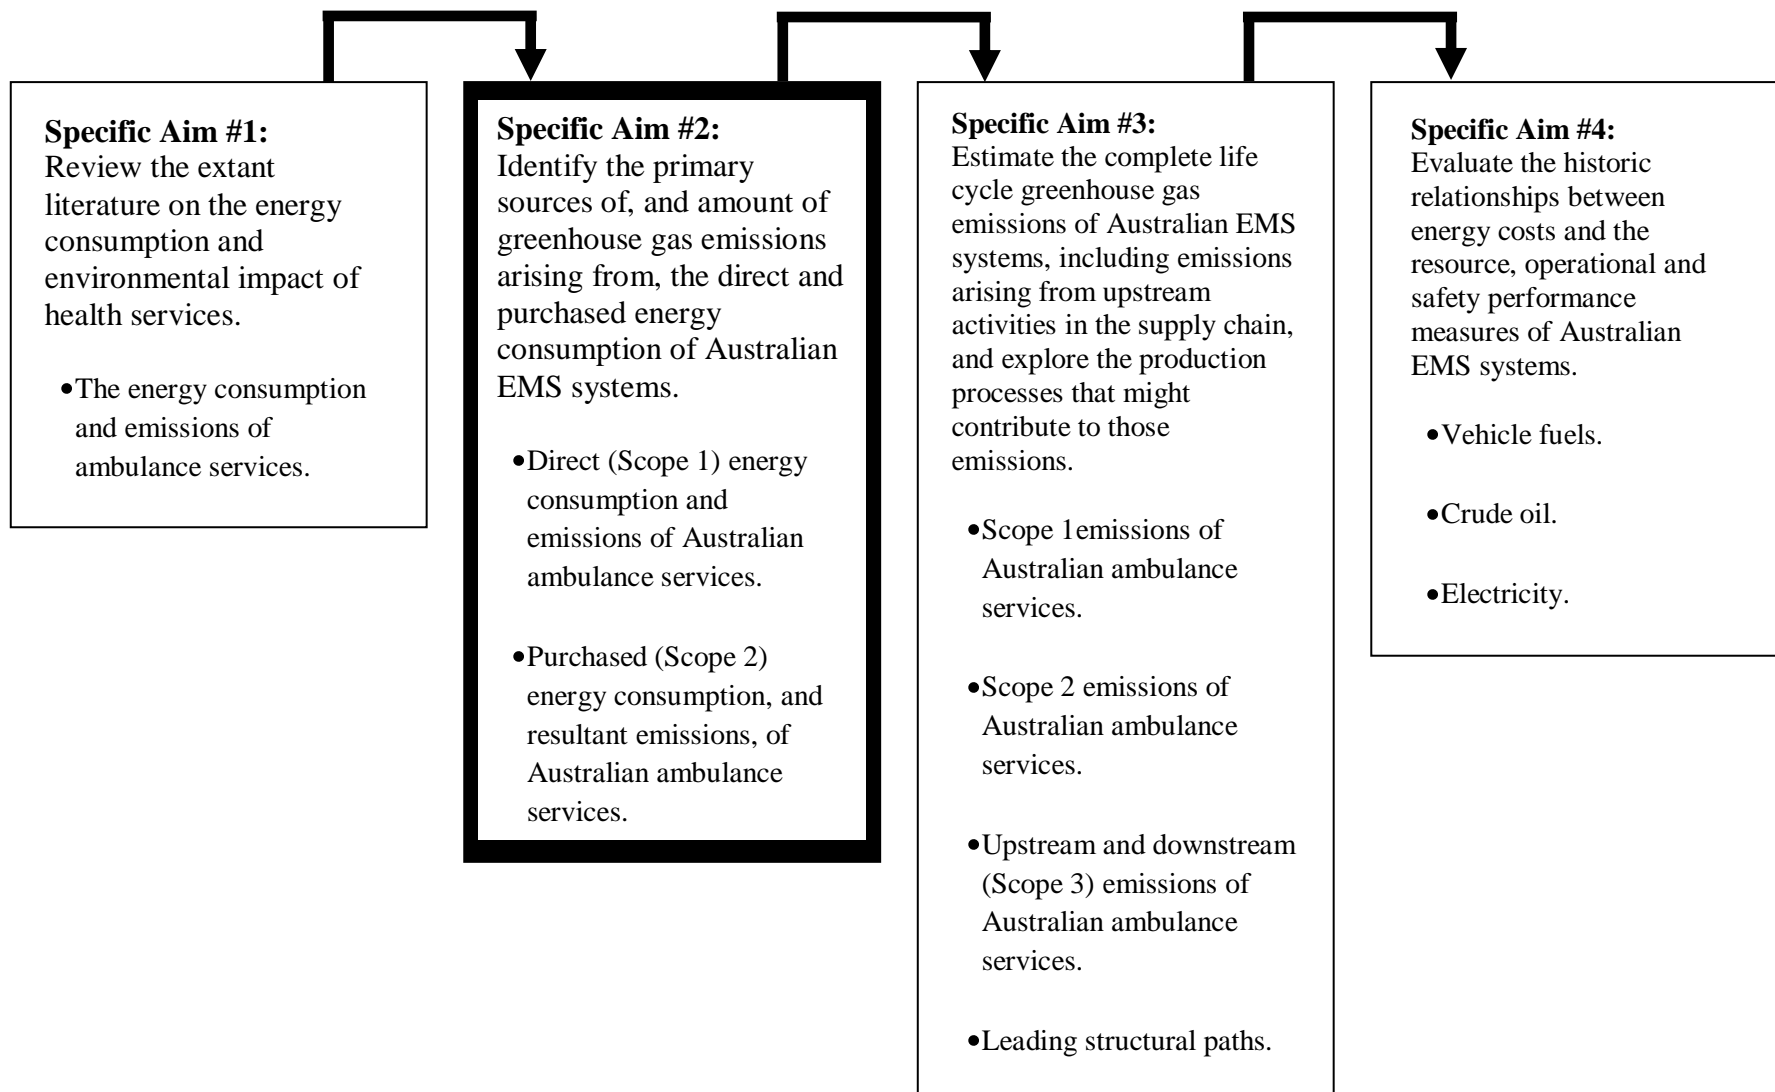 Specific Aim #1:
Review the extant
literature on the energy
consumption and
environmental impact of
health services.
•The energy consumption
and emissions of
ambulance services.
Specific Aim #2:
Identify the primary
sources of, and amount of
greenhouse gas emissions
arising from, the direct and
purchased energy
consumption of Australian
EMS systems.
•Direct (Scope 1) energy
consumption and
emissions of Australian
ambulance services.
•Purchased (Scope 2)
energy consumption, and
resultant emissions, of
Australian ambulance
services.
Specific Aim #3:
Estimate the complete life
cycle greenhouse gas
emissions of Australian EMS
systems, including emissions
arising from upstream
activities in the supply chain,
and explore the production
processes that might
contribute to those
emissions.
•Scope 1emissions of
Australian ambulance
services.
•Scope 2 emissions of
Australian ambulance
services.
•Upstream and downstream
(Scope 3) emissions of
Australian ambulance
services.
•Leading structural paths.
Specific Aim #4:
Evaluate the historic
relationships between
energy costs and the
resource, operational and
safety performance
measures of Australian
EMS systems.
•Vehicle fuels.
•Crude oil.
•Electricity.